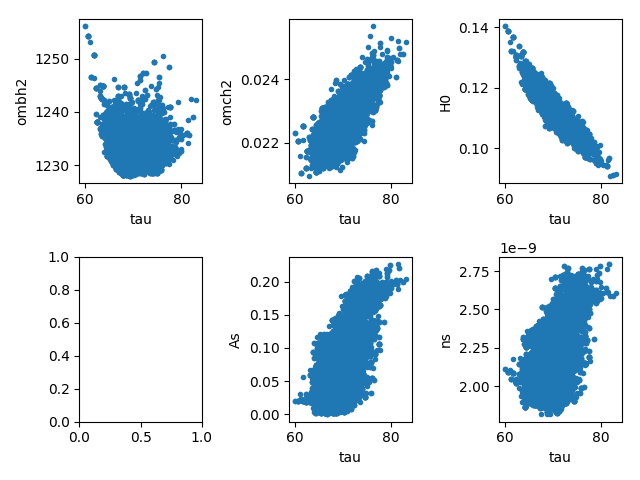 1250
1240
1230
60 80
tau
ombh2
0.024
0.022
60 80
tau
omch2
0.14
0.12
0.10
60 80
tau
H0
1.0
0.8
0.6
0.4
0.2
0.0
0.0 0.5 1.0
0.20
0.15
0.10
0.05
0.00
60 80
tau
As
1e−9
2.75
2.50
2.25
2.00
60 80
tau
ns